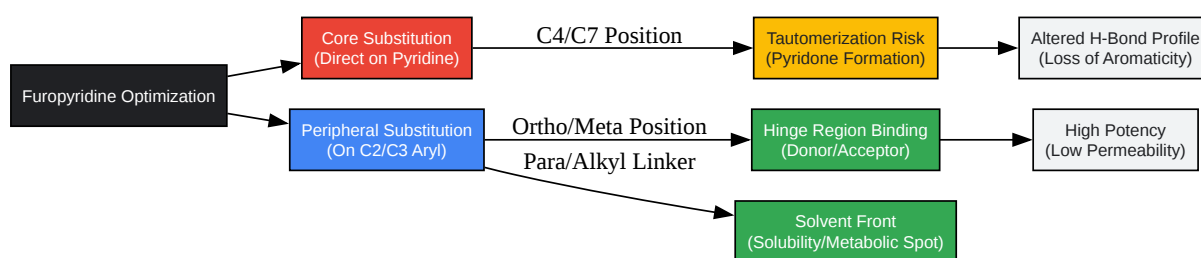 Core Substitution
(Direct on Pyridine)
C4/C7 Position
Tautomerization Risk
(Pyridone Formation)
Altered H-Bond Profile
(Loss of Aromaticity)
Furopyridine Optimization
Peripheral Substitution
(On C2/C3 Aryl)
Ortho/Meta Position
Hinge Region Binding
(Donor/Acceptor)
High Potency
(Low Permeability)
Para/Alkyl Linker
Solvent Front
(Solubility/Metabolic Spot)